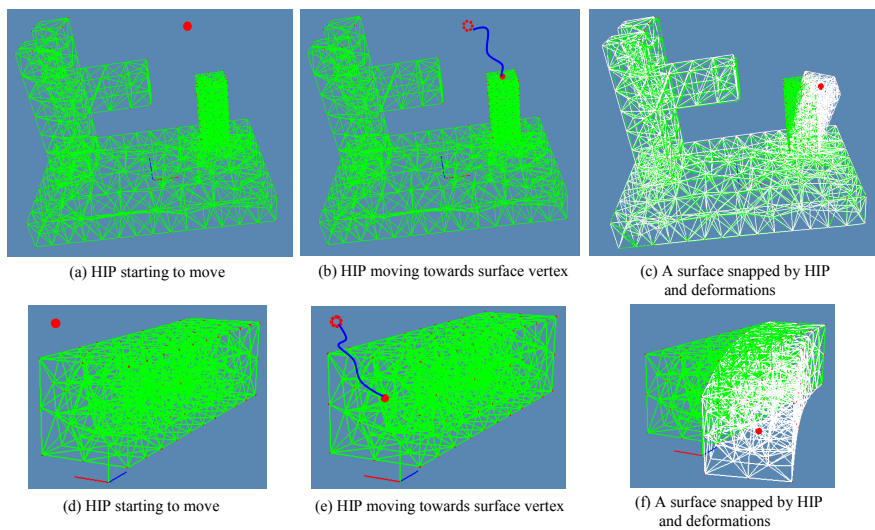 (a) HIP starting to move
(b) HIP moving towards surface vertex
(c) A surface snapped by HIP
and deformations
(d) HIP starting to move
(e) HIP moving towards surface vertex
(f) A surface snapped by HIP
and deformations